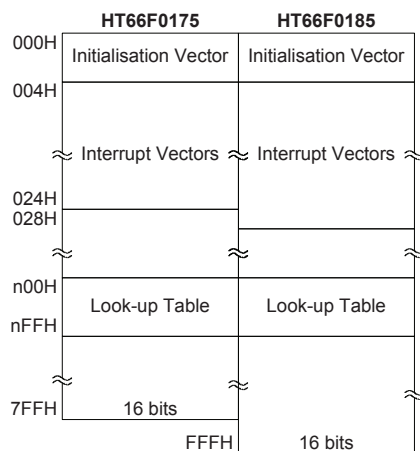 HT66F0175 HT66F0185
000H
Initialisation Vector Initialisation Vector
004H
Interrupt Vectors Interrupt Vectors
024H
028H
n00H
Look-up Table Look-up Table
nFFH
7FFH 16 bits
FFFH 16 bits